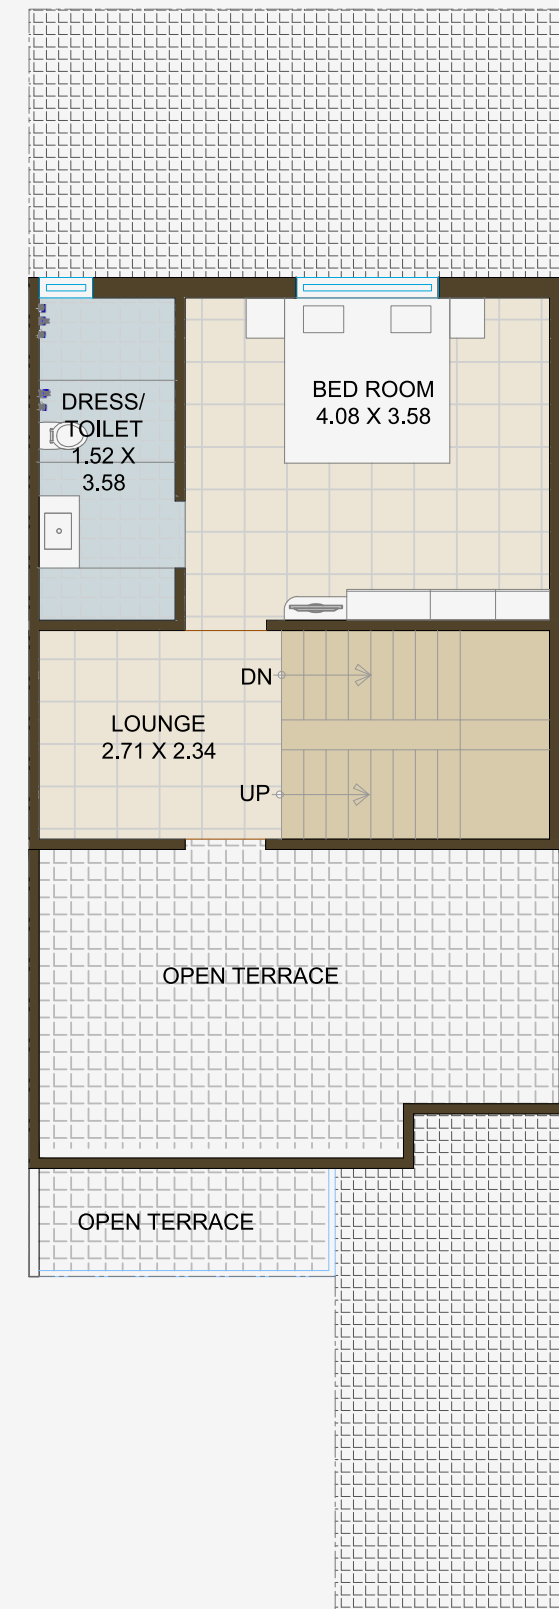 BED ROOM
4.08 X 3.58
DRESS/
TOILET
1.52 X
3.58
DN
LOUNGE
2.71 X 2.34
UP
OPEN TERRACE
OPEN TERRACE